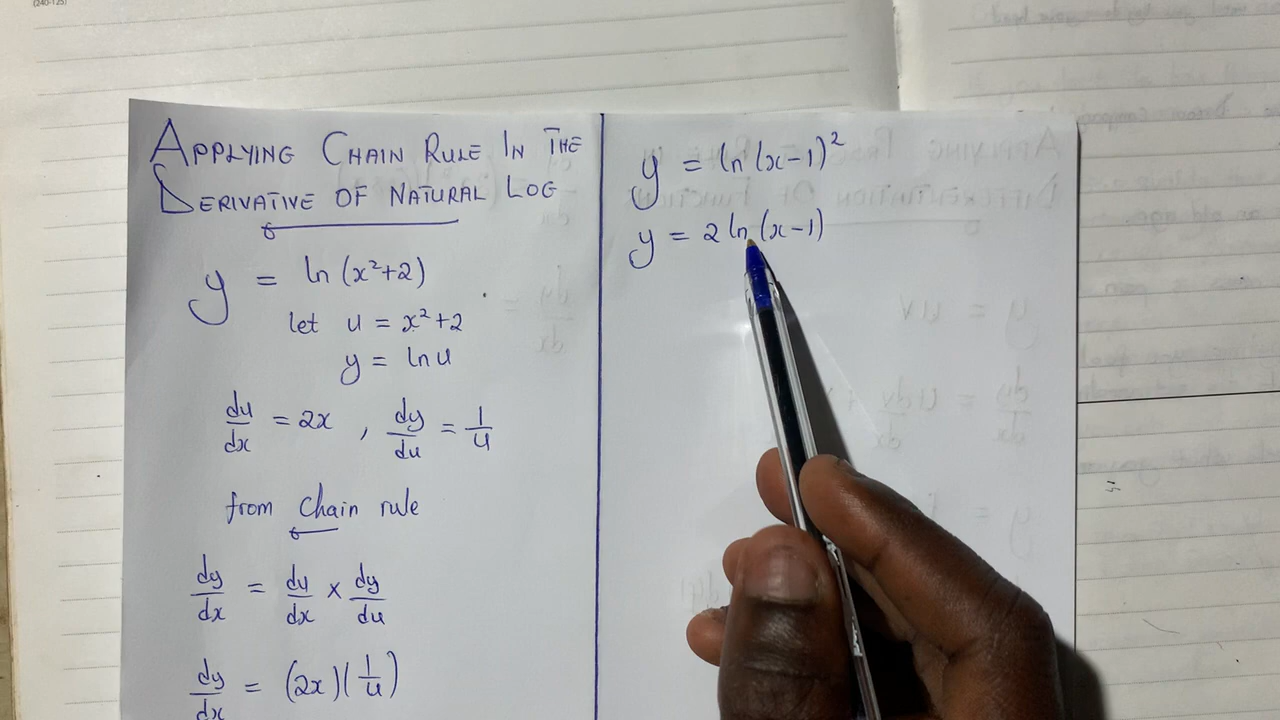 (240-125)
APPLYING CHAIN RULE IN THE
DERIVATIVE OF NATURAL LOG
y = ln (x²+2)
let u = x²+2
y = ln u
du/dx = 2x , dy/du = 1/u
from Chain rule
dy/dx = du/dx × dy/du
dy/dx = (2x)(1/u)
y = ln (x-1)²
y = 2 ln (x-1)